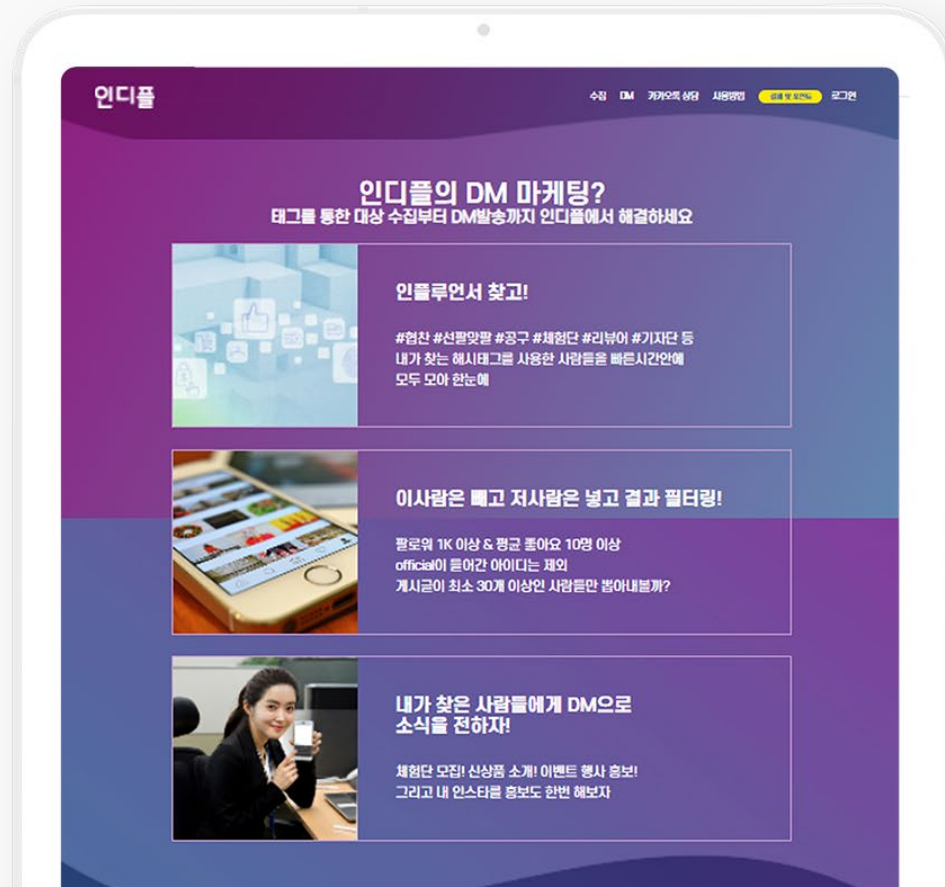 인디플
수집 DM 카카오톡 상담 사용방법 결제 및 포인트 로그인
인디플의 DM 마케팅?
태그를 통한 대상 수집부터 DM발송까지 인디플에서 해결하세요
인플루언서 찾고!
#협찬 #선팔맞팔 #공구 #체험단 #리뷰어 #기자단 등
내가 찾는 해시태그를 사용한 사람들을 빠른시간안에
모두 모아 한눈에
이사람은 빼고 저사람은 넣고 결과 필터링!
팔로워 1K 이상 & 평균 좋아요 10명 이상
official이 들어간 아이디는 제외
게시글이 최소 30개 이상인 사람들만 뽑아내볼까?
내가 찾은 사람들에게 DM으로
소식을 전하자!
체험단 모집! 신상품 소개! 이벤트 행사 홍보!
그리고 내 인스타를 홍보도 한번 해보자